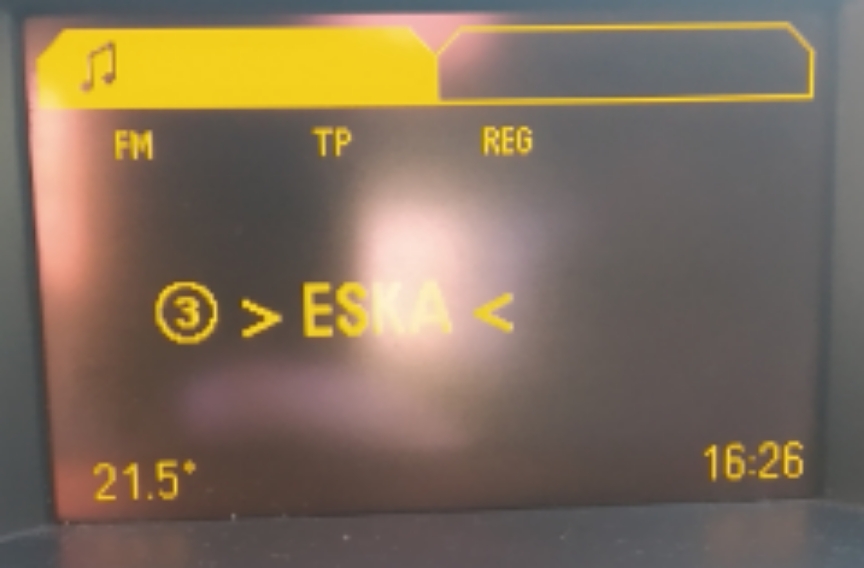 FM TP REG
③ > ESKA <
21.5° 16:26